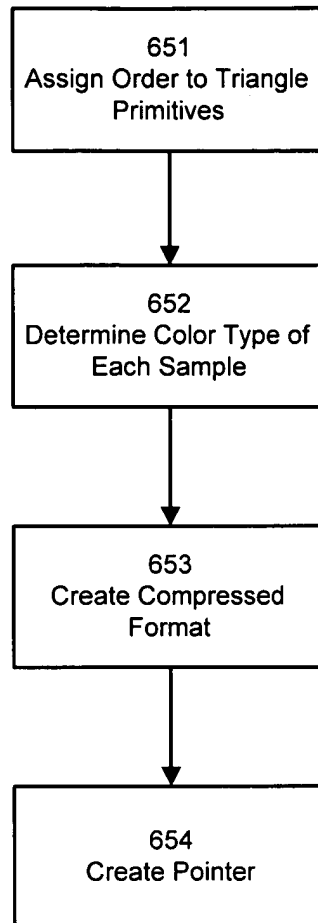 651
Assign Order to Triangle
Primitives
652
Determine Color Type of
Each Sample
653
Create Compressed
Format
654
Create Pointer